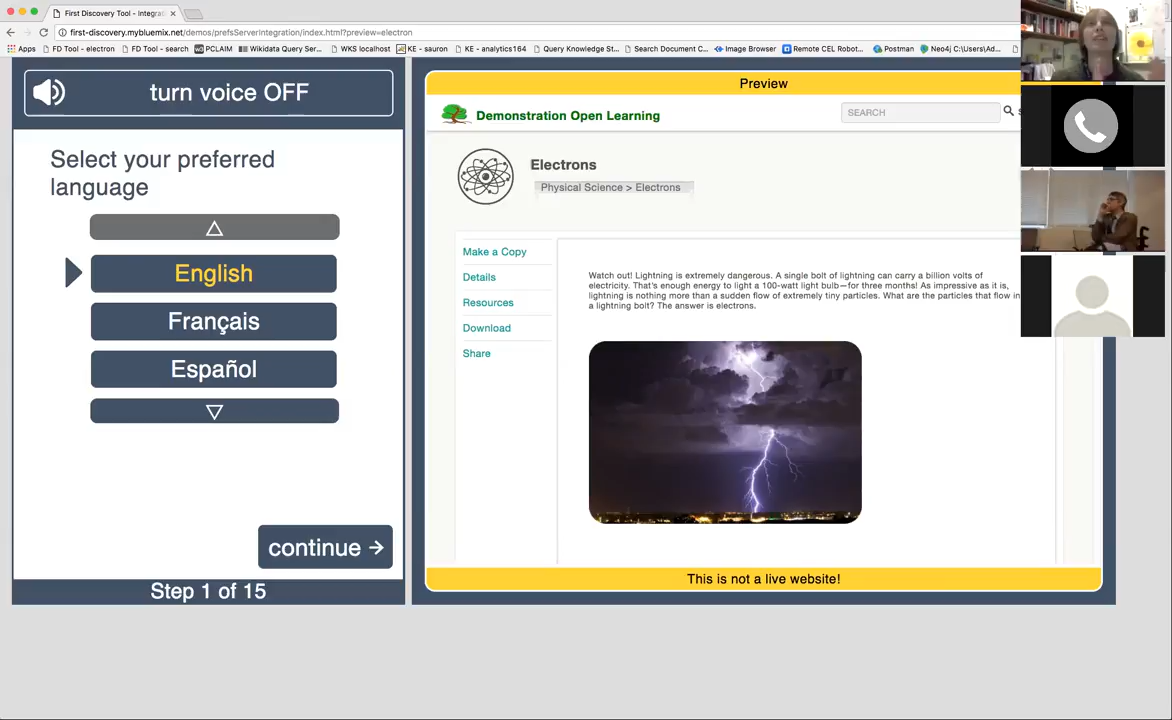 First Discovery Tool - Integra
first-discovery.mybluemix.net/demos/prefsServerIntegration/index.html?preview=electron
Apps FD Tool - electron FD Tool - search PCLAIM Wikidata Query Ser... WKS localhost KE - sauron KE - analytics164 Query Knowledge St... Search Document C... Image Browser Remote CEL Robot... Postman Neo4j C:\Users\Ad...
turn voice OFF
Select your preferred
language
English
Français
Español
continue →
Step 1 of 15
Preview
Demonstration Open Learning
SEARCH
Electrons
Physical Science > Electrons
Make a Copy
Details
Resources
Download
Share
Watch out! Lightning is extremely dangerous. A single bolt of lightning can carry a billion volts of
electricity. That's enough energy to light a 100-watt light bulb—for three months! As impressive as it is,
lightning is nothing more than a sudden flow of extremely tiny particles. What are the particles that flow in
a lightning bolt? The answer is electrons.
This is not a live website!